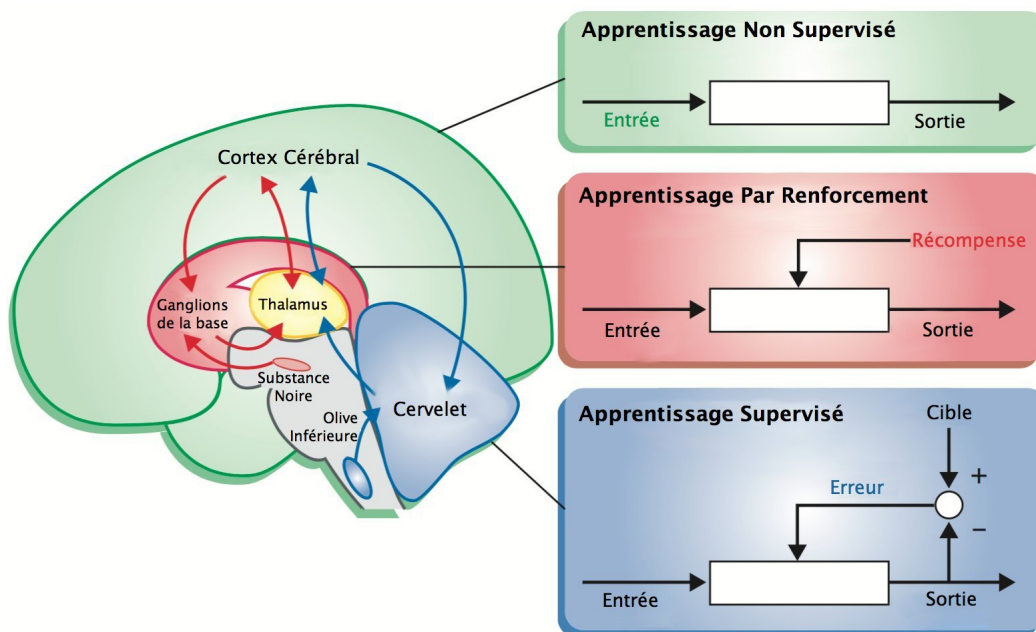 Cortex Cérébral
Ganglions
de la base
Thalamus
Substance
Noire
Olive
Inférieure
Cervelet
Apprentissage Non Supervisé
Entrée
Sortie
Apprentissage Par Renforcement
Récompense
Entrée
Sortie
Apprentissage Supervisé
Cible
+
Erreur
−
Entrée
Sortie